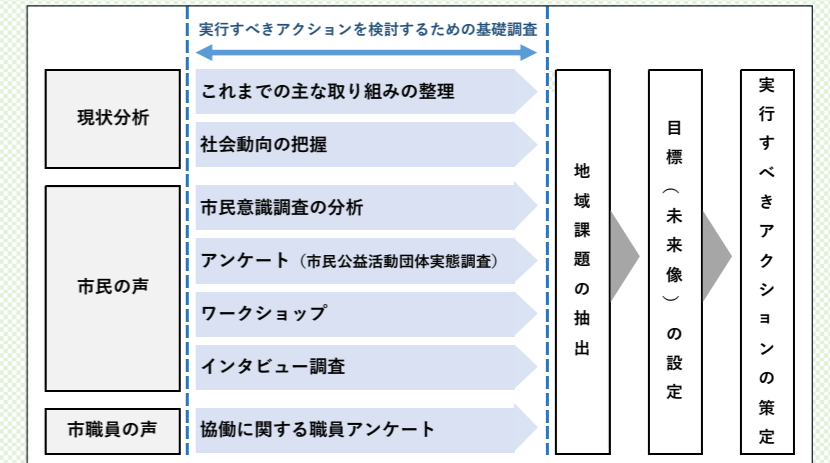 実行すべきアクションを検討するための基礎調査
現状分析
これまでの主な取り組みの整理
社会動向の把握
市民の声
市民意識調査の分析
アンケート（市民公益活動団体実態調査）
ワークショップ
インタビュー調査
市職員の声
協働に関する職員アンケート
地域課題の抽出
目標（未来像）の設定
実行すべきアクションの策定